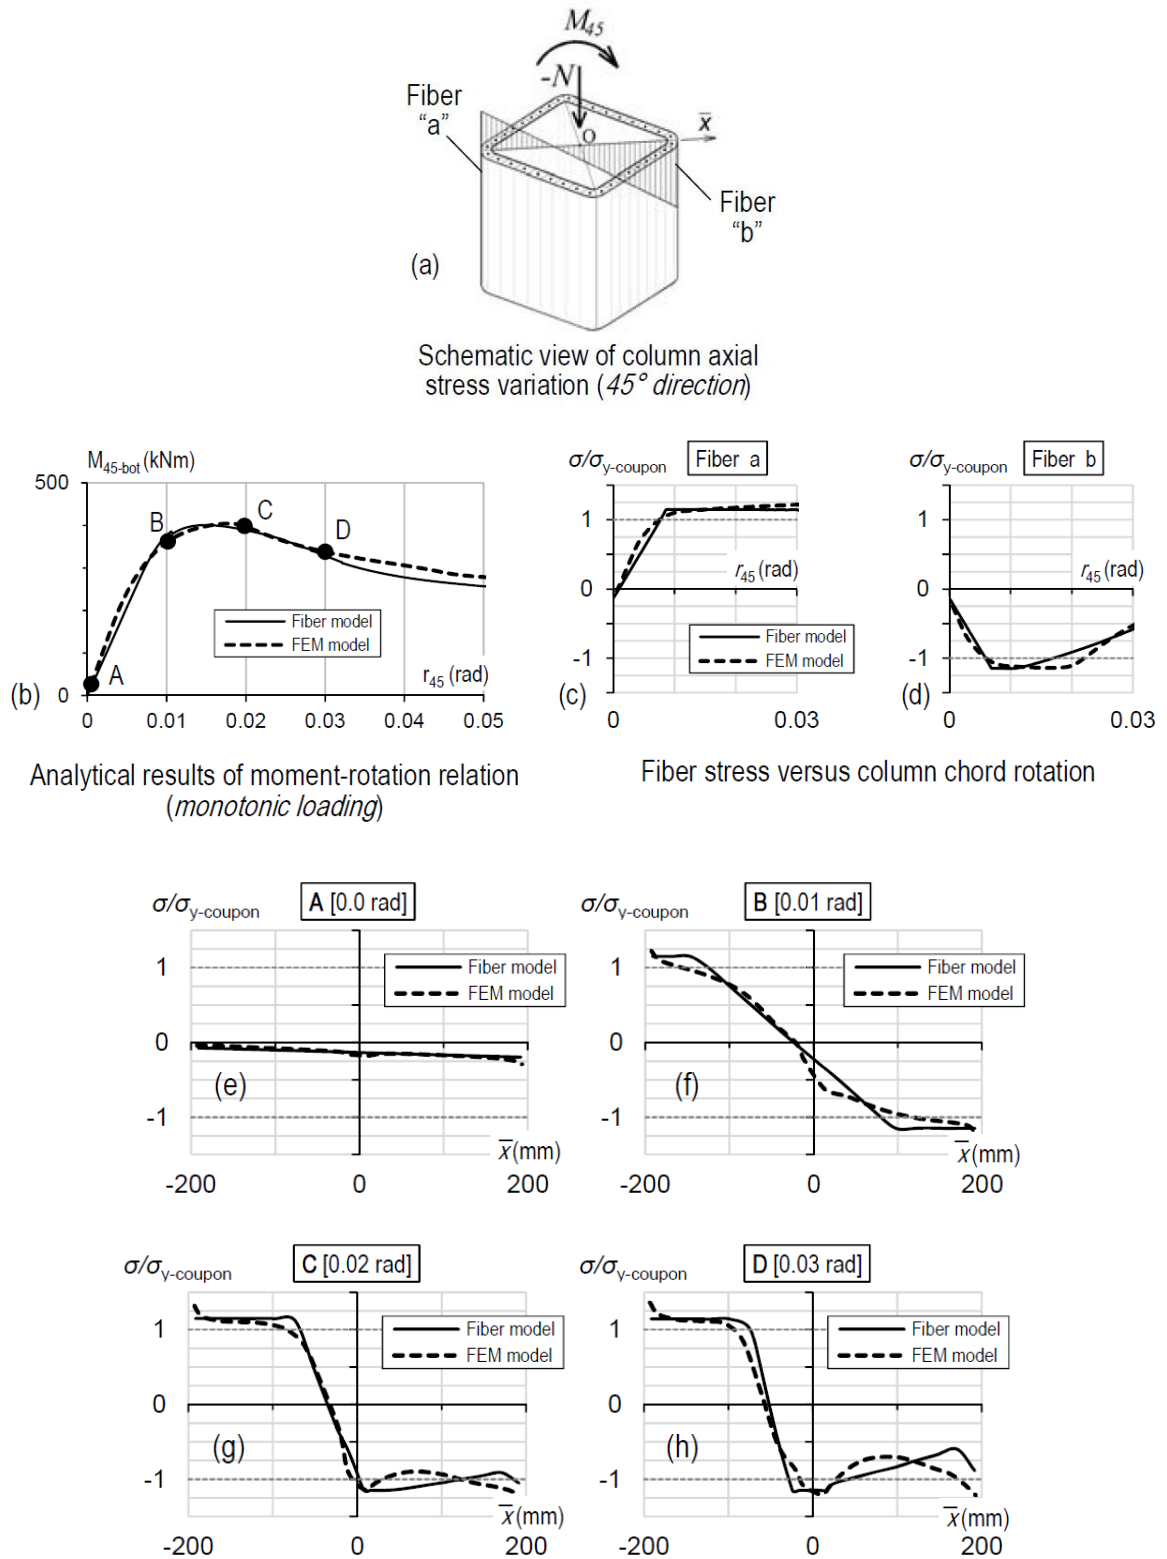 M45
-N
Fiber
“a”
x̄
O
Fiber
“b”
(a)
Schematic view of column axial
stress variation (45° direction)
M45-bot (kNm)
500
B
C
D
A
Fiber model
FEM model
r45 (rad)
(b)
0
0 0.01 0.02 0.03 0.04 0.05
Analytical results of moment-rotation relation
(monotonic loading)
σ/σy-coupon Fiber a
1
r45 (rad)
0
Fiber model
FEM model
-1
(c)
0 0.03
σ/σy-coupon Fiber b
1
r45 (rad)
0
-1
(d)
0 0.03
Fiber stress versus column chord rotation
σ/σy-coupon A [0.0 rad]
1
Fiber model
FEM model
0
(e)
-1
x̄(mm)
-200 0 200
σ/σy-coupon B [0.01 rad]
1
Fiber model
FEM model
0
(f)
-1
x̄(mm)
-200 0 200
σ/σy-coupon C [0.02 rad]
1
Fiber model
FEM model
0
(g)
-1
x̄(mm)
-200 0 200
σ/σy-coupon D [0.03 rad]
1
Fiber model
FEM model
0
(h)
-1
x̄(mm)
-200 0 200